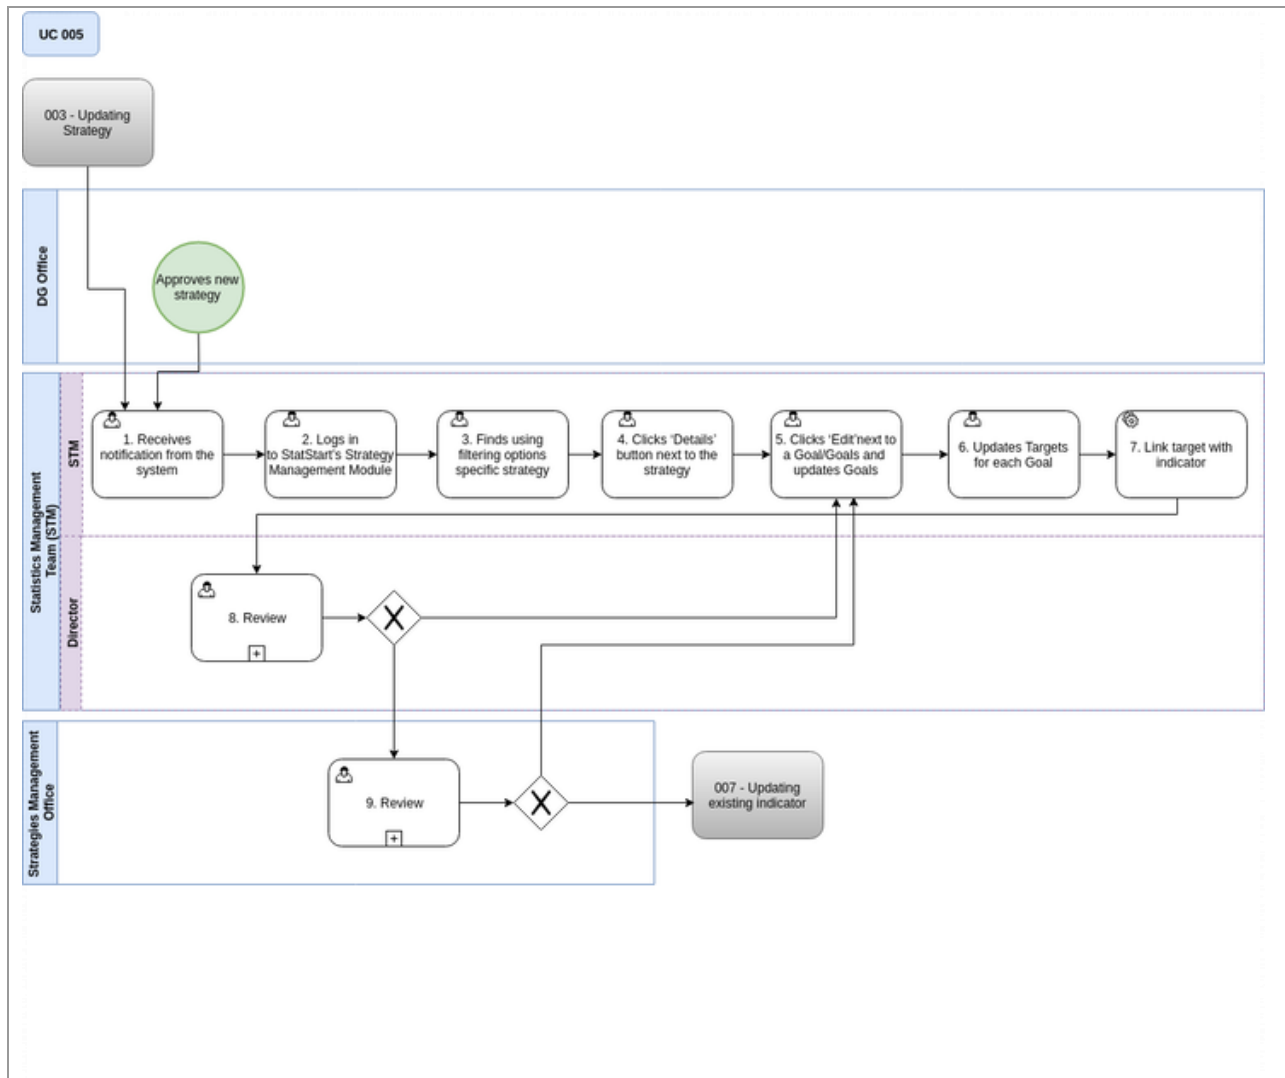 UC 005
003 - Updating
Strategy
DG Office
Approves new
strategy
Statistics Management
Team (STM)
STM
1. Receives
notification from the
system
2. Logs in
to StatStart's Strategy
Management Module
3. Finds using
filtering options
specific strategy
4. Clicks ‘Details’
button next to the
strategy
5. Clicks ‘Edit’next to
a Goal/Goals and
updates Goals
6. Updates Targets
for each Goal
7. Link target with
indicator
Director
8. Review
Strategies Management
Office
9. Review
007 - Updating
existing indicator